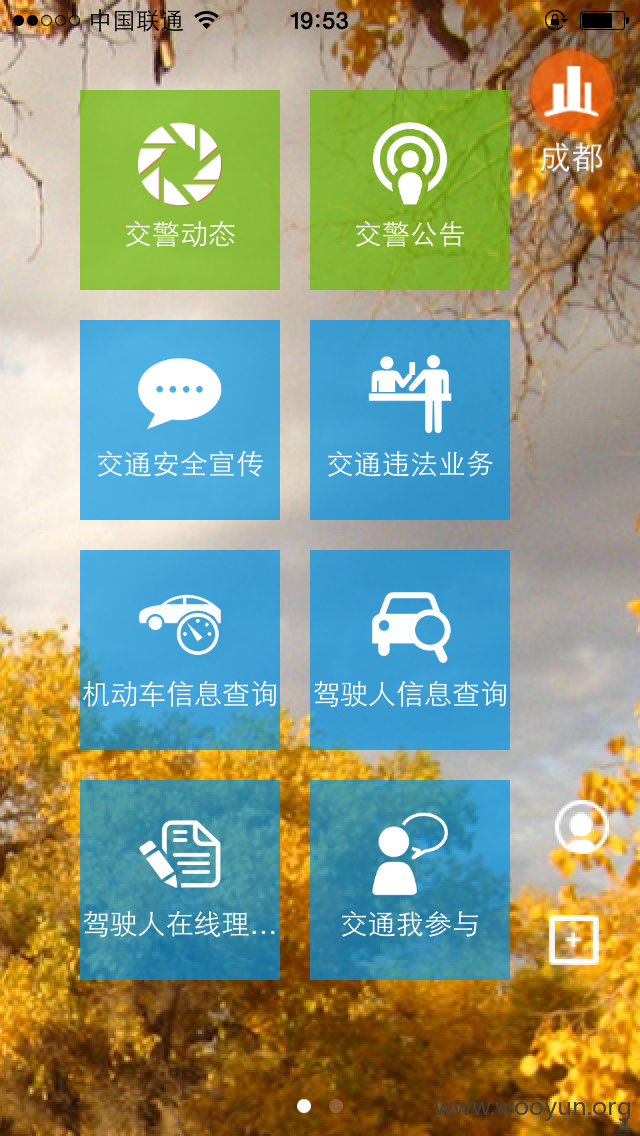 中国联通 19:53
成都
交警动态 交警公告
交通安全宣传 交通违法业务
机动车信息查询 驾驶人信息查询
驾驶人在线理... 交通我参与
www.wooyun.org